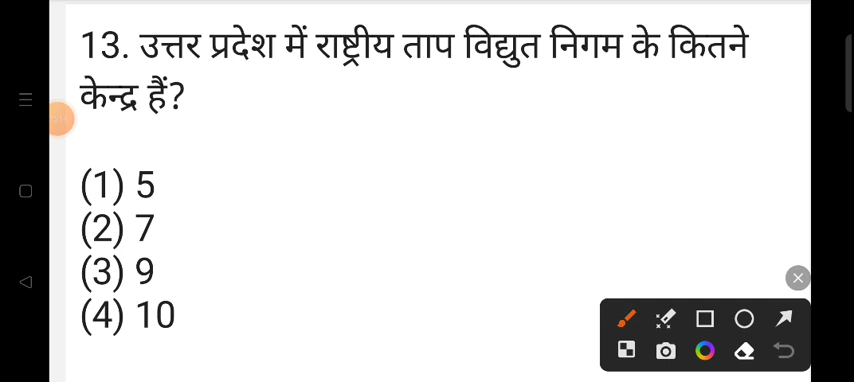 13. उत्तर प्रदेश में राष्ट्रीय ताप विद्युत निगम के कितने
केन्द्र हैं?
(1) 5
(2) 7
(3) 9
(4) 10